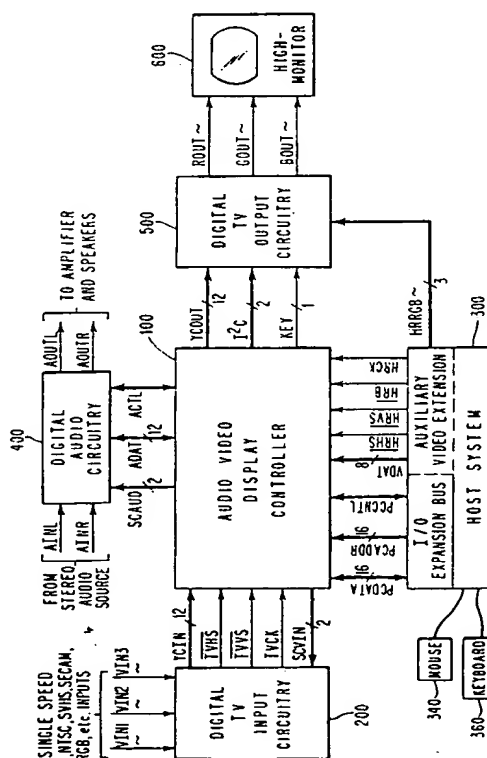 SINGLE SPEED
,NTSC,SVHS,SECAM,
RGB, etc. INPUTS
VIN1 ~
VIN2 ~
VIN3 ~
DIGITAL
TV
INPUT
CIRCUITRY
200
YCIN 12
TVHS
TVVS
TVCK
SCVIN 2
FROM
STEREO
AUDIO
SOURCE
AINL
AINR
400
DIGITAL
AUDIO
CIRCUITRY
AOUTL
AOUTR
TO AMPLIFIER
AND SPEAKERS
SCAUD 2
ADATA 12
ACTL
100
AUDIO VIDEO
DISPLAY
CONTROLLER
YCOUT 12
I²C 2
KEY 1
500
DIGITAL
TV
OUTPUT
CIRCUITRY
ROUT~
GOUT~
BOUT~
600
HIGH-
MONITOR
PCDATA 16
PCADDR 16
PCCNTL
VDAT 8
HRHS
HRVS
HRB
HRCK
HRRGB~ 3
I/O
EXPANSION BUS
AUXILIARY
VIDEO EXTENSION
HOST SYSTEM
300
MOUSE
340
KEYBOARD
360